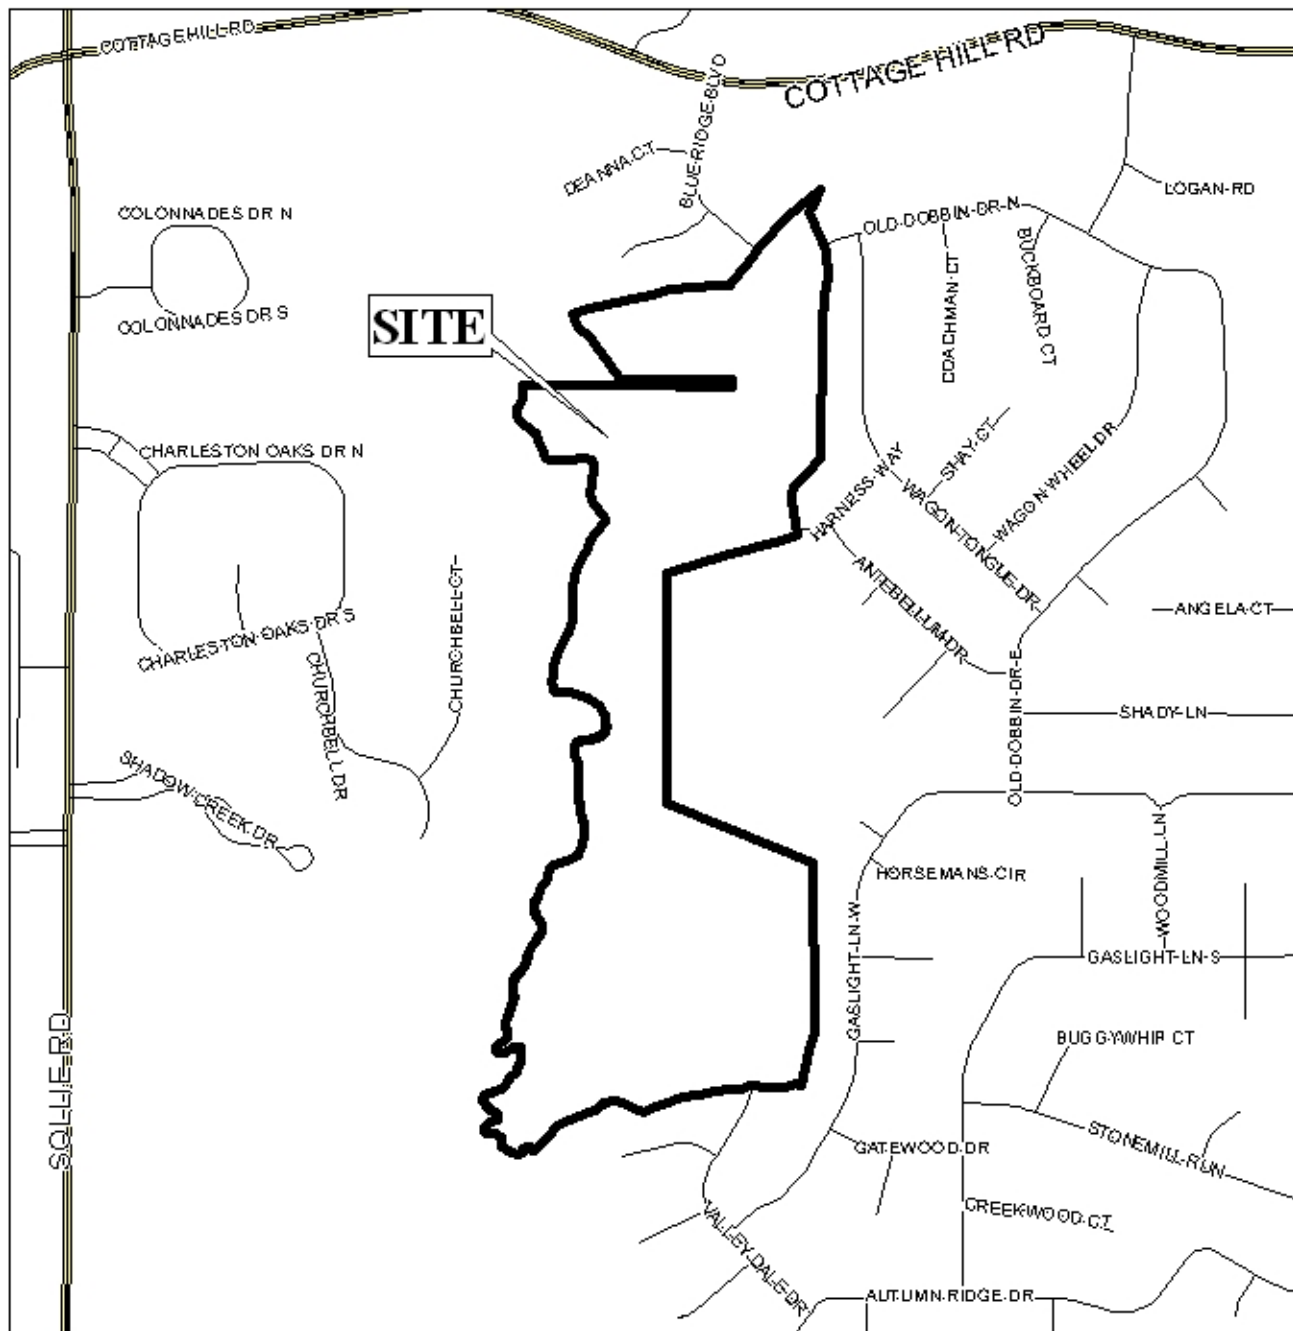 COTTAGE HILL RD
COTTAGE HILL RD
BLUE RIDGE BLVD
DEANNA CT
LOGAN RD
COLONNADES DR N
OLD DOBBIN DR N
BUCKBOARD CT
COACHMAN CT
COLONNADES DR S
SITE
CHARLESTON OAKS DR N
SHAY CT
WAGON WHEEL DR
HARNESS WAY
WAGON TONGUE DR
ANTEBELLUM DR
CHURCHBELL CT
ANGELA CT
CHARLESTON OAKS DR S
CHURCHBELL DR
OLD DOBBIN DR E
SHADY LN
SHADOW CREEK DR
HORSEMANS CIR
WOODMILL LN
GASLIGHT LN W
GASLIGHT LN S
SOLLIE RD
BUGGYWHIP CT
STONEMILL RUN
GATEWOOD DR
CREEKWOOD CT
VALLEY DALE DR
AUTUMN RIDGE DR